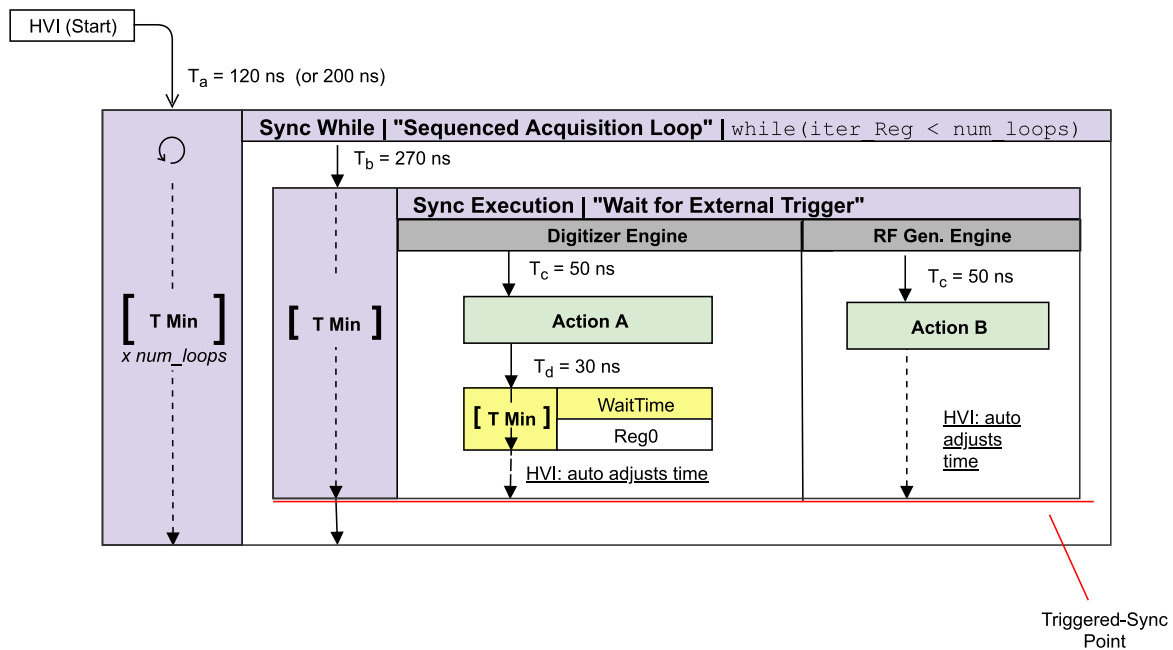 HVI (Start)
Ta = 120 ns (or 200 ns)
Sync While | "Sequenced Acquisition Loop" | while(iter_Reg < num_loops)
Tb = 270 ns
Sync Execution | "Wait for External Trigger"
Digitizer Engine
RF Gen. Engine
Tc = 50 ns
Tc = 50 ns
Action A
Action B
[ T Min ]
x num_loops
[ T Min ]
Td = 30 ns
[ T Min ]
WaitTime
Reg0
HVI: auto adjusts time
HVI: auto
adjusts
time
Triggered-Sync
Point